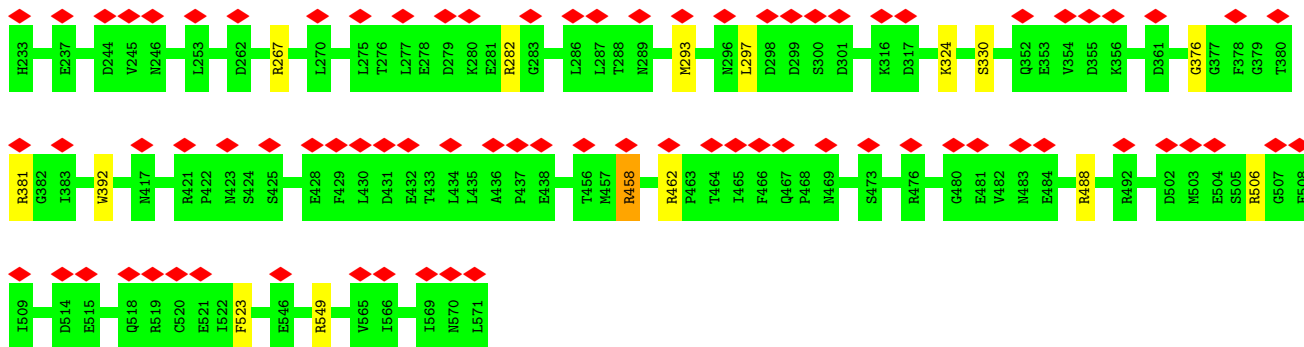 H233 E237 D244 V245 N246 L253 D262 R267 L270 L275 T276 L277 E278 D279 K280 E281 R282 G283 L286 L287 T288 N289 M293 N296 L297 D298 D299 S300 D301 K316 D317 K324 S330 Q352 E353 V354 D355 K356 D361 G376 G377 F378 G379 T380
R381 G382 I383 W392 N417 R421 P422 N423 S424 S425 E428 F429 L430 D431 E432 T433 L434 L435 A436 P437 E438 T456 M457 R458 R462 P463 T464 I465 F466 Q467 P468 N469 S473 R476 G480 E481 V482 N483 E484 R488 R492 D502 M503 E504 S505 R506 G507
I509 D514 E515 Q518 R519 C520 E521 I522 F523 E546 R549 V565 I566 I569 N570 L571